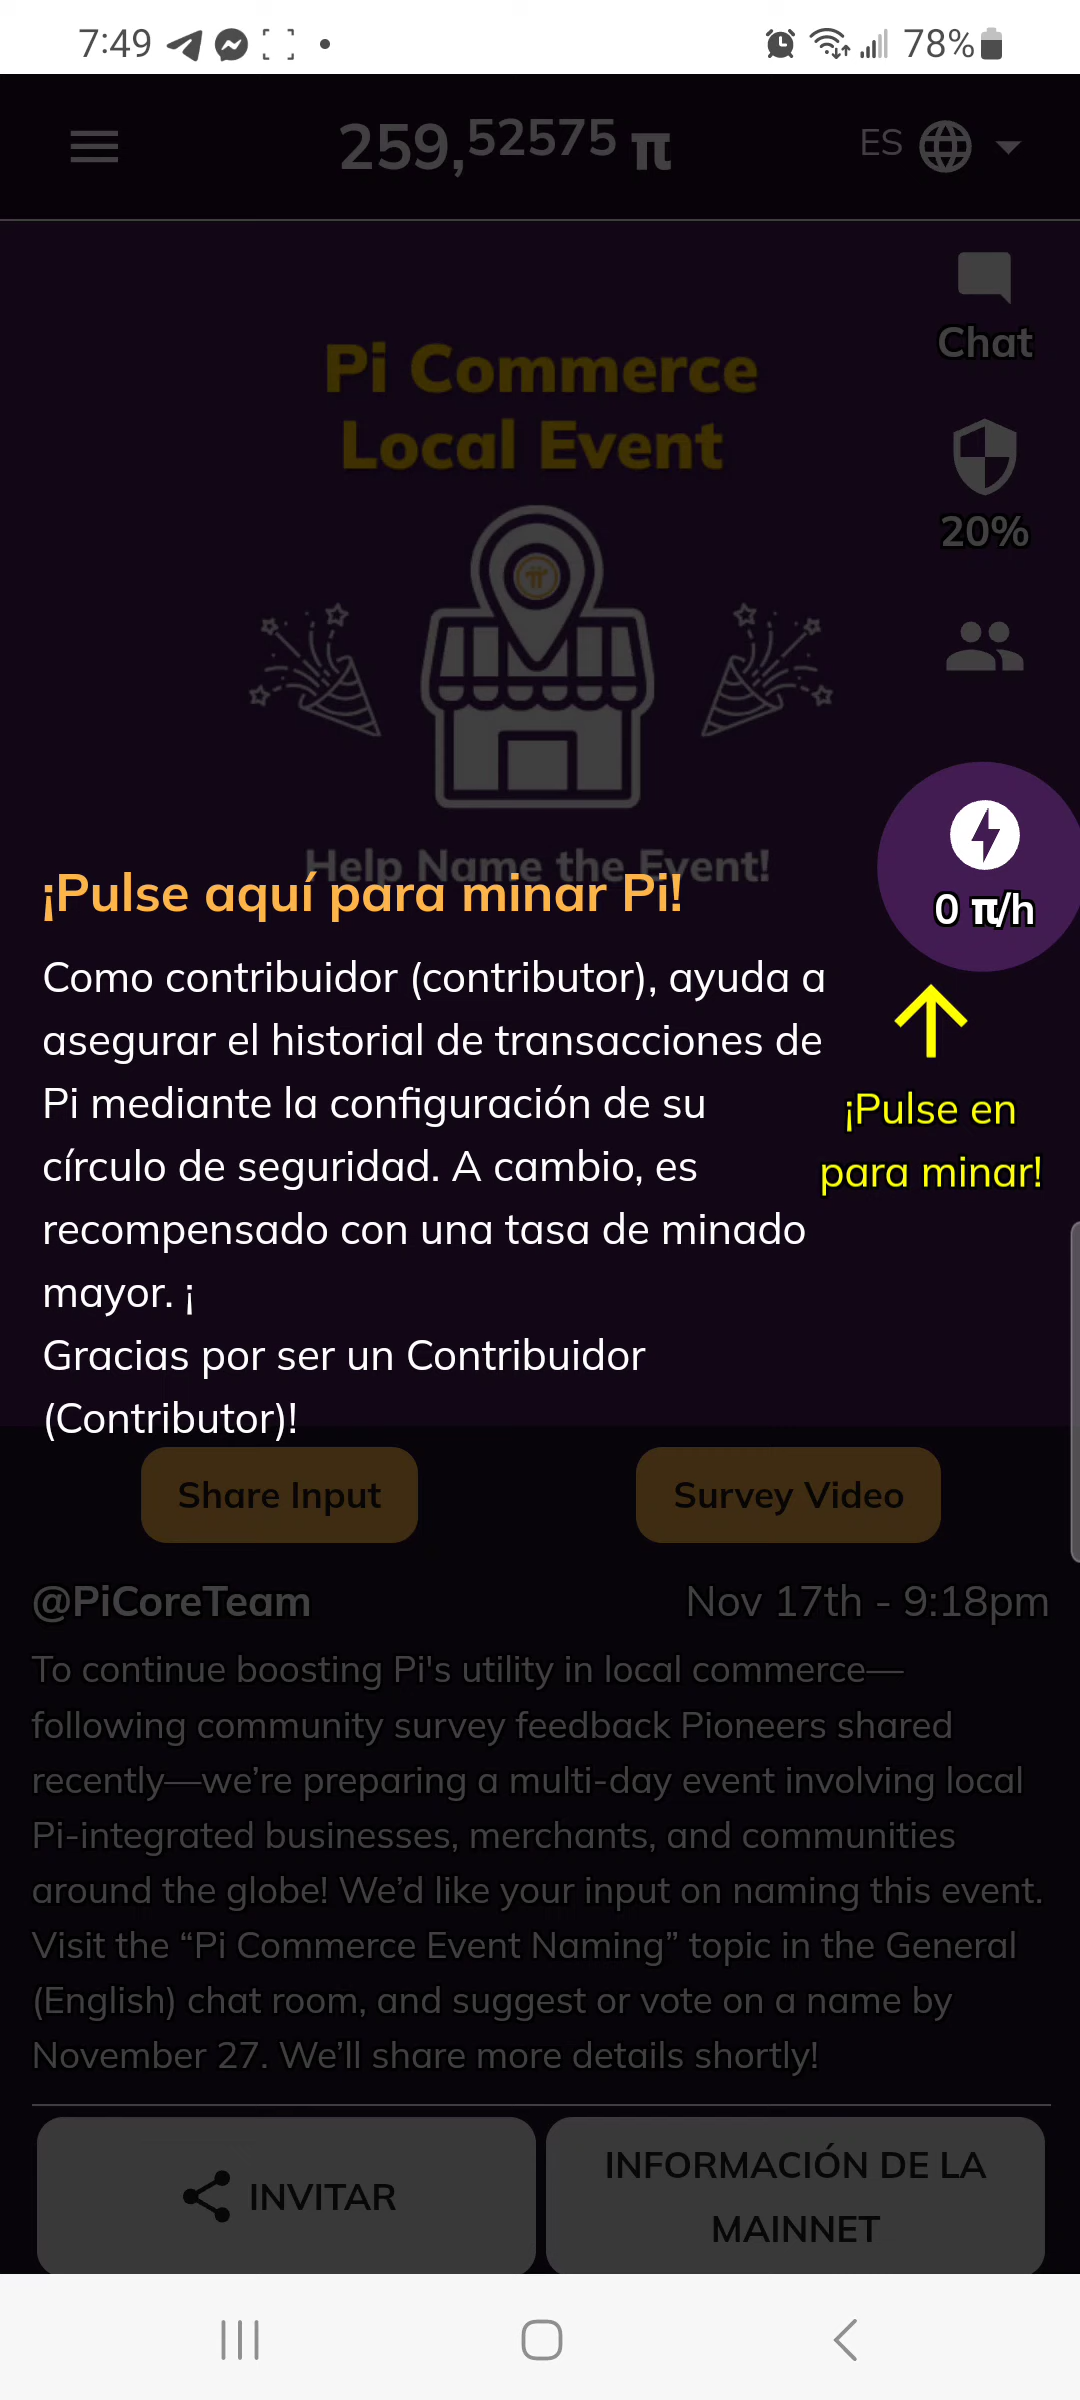 7:49
78%
259,52575 π
ES
Chat
Pi Commerce
Local Event
20%
Help Name the Event!
¡Pulse aquí para minar Pi!
0 π/h
Como contribuidor (contributor), ayuda a
asegurar el historial de transacciones de
Pi mediante la configuración de su
círculo de seguridad. A cambio, es
recompensado con una tasa de minado
mayor. ¡
Gracias por ser un Contribuidor
(Contributor)!
¡Pulse en
para minar!
Share Input
Survey Video
@PiCoreTeam
Nov 17th - 9:18pm
To continue boosting Pi's utility in local commerce—
following community survey feedback Pioneers shared
recently—we’re preparing a multi-day event involving local
Pi-integrated businesses, merchants, and communities
around the globe! We’d like your input on naming this event.
Visit the “Pi Commerce Event Naming” topic in the General
(English) chat room, and suggest or vote on a name by
November 27. We’ll share more details shortly!
INVITAR
INFORMACIÓN DE LA
MAINNET